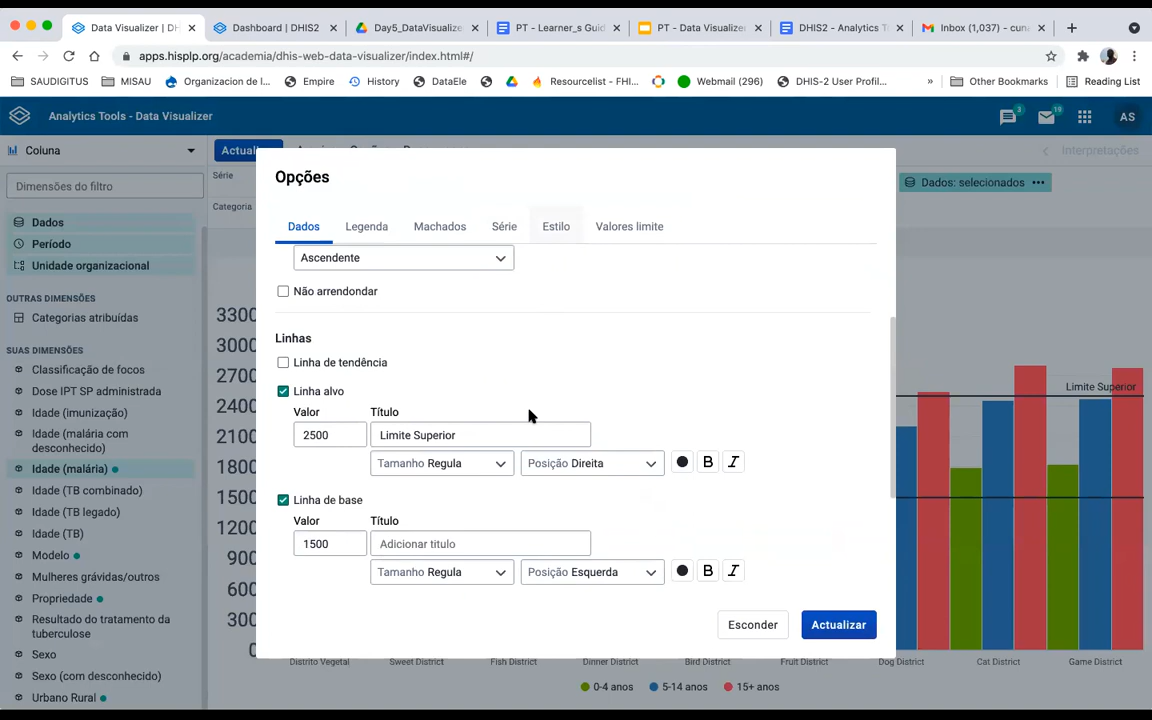 Data Visualizer | DH
Dashboard | DHIS2
Day5_DataVisualize
PT - Learner_s Guid
PT - Data Visualizer
DHIS2 - Analytics T
Inbox (1,037) - cun
apps.hisplp.org/academia/dhis-web-data-visualizer/index.html#/
SAUDIGITUS
MISAU
Organizacion de I...
Empire
History
DataEle
Resourcelist - FHI...
Webmail (296)
DHIS-2 User Profil...
»
Other Bookmarks
Reading List
Analytics Tools - Data Visualizer
3
19
AS
Coluna
Actual
Interpretações
Série
Dados: selecionados
Categoria
Dimensões do filtro
Dados
Período
Unidade organizacional
OUTRAS DIMENSÕES
Categorias atribuídas
SUAS DIMENSÕES
Classificação de focos
Dose IPT SP administrada
Idade (imunização)
Idade (malária com
desconhecido)
Idade (malária)
Idade (TB combinado)
Idade (TB legado)
Idade (TB)
Modelo
Mulheres grávidas/outros
Propriedade
Resultado do tratamento da
tuberculose
Sexo
Sexo (com desconhecido)
Urbano Rural
Opções
Dados
Legenda
Machados
Série
Estilo
Valores limite
Ascendente
Não arrendondar
Linhas
Linha de tendência
Linha alvo
Valor
Título
2500
Limite Superior
Tamanho Regula
Posição Direita
B
I
Linha de base
Valor
Título
1500
Adicionar titulo
Tamanho Regula
Posição Esquerda
B
I
Esconder
Actualizar
3300
3000
2700
2400
2100
1800
1500
1200
900
600
300
0
Limite Superior
Distrito Vegetal
Sweet District
Fish District
Dinner District
Bird District
Fruit District
Dog District
Cat District
Game District
0-4 anos
5-14 anos
15+ anos